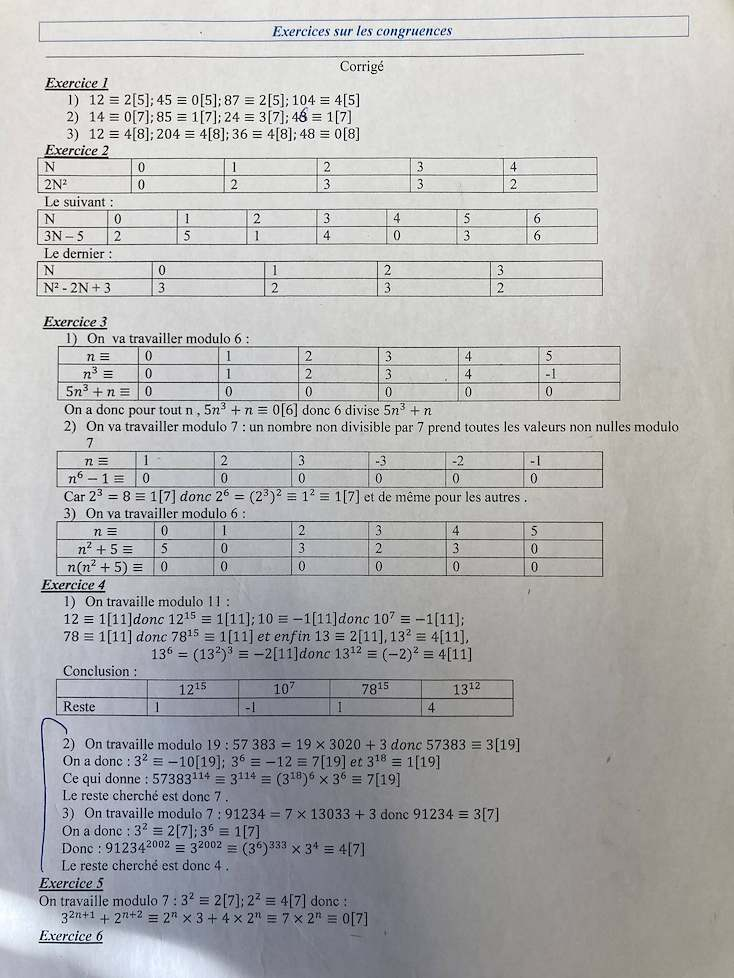 Exercices sur les congruences
Corrigé
Exercice 1
1) 12 ≡ 2[5]; 45 ≡ 0[5]; 87 ≡ 2[5]; 104 ≡ 4[5]
2) 14 ≡ 0[7]; 85 ≡ 1[7]; 24 ≡ 3[7]; 46 ≡ 1[7]
3) 12 ≡ 4[8]; 204 ≡ 4[8]; 36 ≡ 4[8]; 48 ≡ 0[8]
Exercice 2
N 0 1 2 3 4
2N² 0 2 3 3 2
Le suivant :
N 0 1 2 3 4 5 6
3N – 5 2 5 1 4 0 3 6
Le dernier :
N 0 1 2 3
N² - 2N + 3 3 2 3 2
Exercice 3
1) On va travailler modulo 6 :
n ≡ 0 1 2 3 4 5
n³ ≡ 0 1 2 3 4 -1
5n³ + n ≡ 0 0 0 0 0 0
On a donc pour tout n , 5n³ + n ≡ 0[6] donc 6 divise 5n³ + n
2) On va travailler modulo 7 : un nombre non divisible par 7 prend toutes les valeurs non nulles modulo
7
n ≡ 1 2 3 -3 -2 -1
n⁶ − 1 ≡ 0 0 0 0 0 0
Car 2³ = 8 ≡ 1[7] donc 2⁶ = (2³)² ≡ 1² ≡ 1[7] et de même pour les autres .
3) On va travailler modulo 6 :
n ≡ 0 1 2 3 4 5
n² + 5 ≡ 5 0 3 2 3 0
n(n² + 5) ≡ 0 0 0 0 0 0
Exercice 4
1) On travaille modulo 11 :
12 ≡ 1[11]donc 12¹⁵ ≡ 1[11]; 10 ≡ −1[11]donc 10⁷ ≡ −1[11];
78 ≡ 1[11] donc 78¹⁵ ≡ 1[11] et enfin 13 ≡ 2[11], 13² ≡ 4[11],
13⁶ = (13²)³ ≡ −2[11]donc 13¹² ≡ (−2)² ≡ 4[11]
Conclusion :
12¹⁵ 10⁷ 78¹⁵ 13¹²
Reste 1 -1 1 4
2) On travaille modulo 19 : 57 383 = 19 × 3020 + 3 donc 57383 ≡ 3[19]
On a donc : 3² ≡ −10[19]; 3⁶ ≡ −12 ≡ 7[19] et 3¹⁸ ≡ 1[19]
Ce qui donne : 57383¹¹⁴ ≡ 3¹¹⁴ ≡ (3¹⁸)⁶ × 3⁶ ≡ 7[19]
Le reste cherché est donc 7 .
3) On travaille modulo 7 : 91234 = 7 × 13033 + 3 donc 91234 ≡ 3[7]
On a donc : 3² ≡ 2[7]; 3⁶ ≡ 1[7]
Donc : 91234²⁰⁰² ≡ 3²⁰⁰² ≡ (3⁶)³³³ × 3⁴ ≡ 4[7]
Le reste cherché est donc 4 .
Exercice 5
On travaille modulo 7 : 3² ≡ 2[7]; 2² ≡ 4[7] donc :
3²ⁿ⁺¹ + 2ⁿ⁺² ≡ 2ⁿ × 3 + 4 × 2ⁿ ≡ 7 × 2ⁿ ≡ 0[7]
Exercice 6